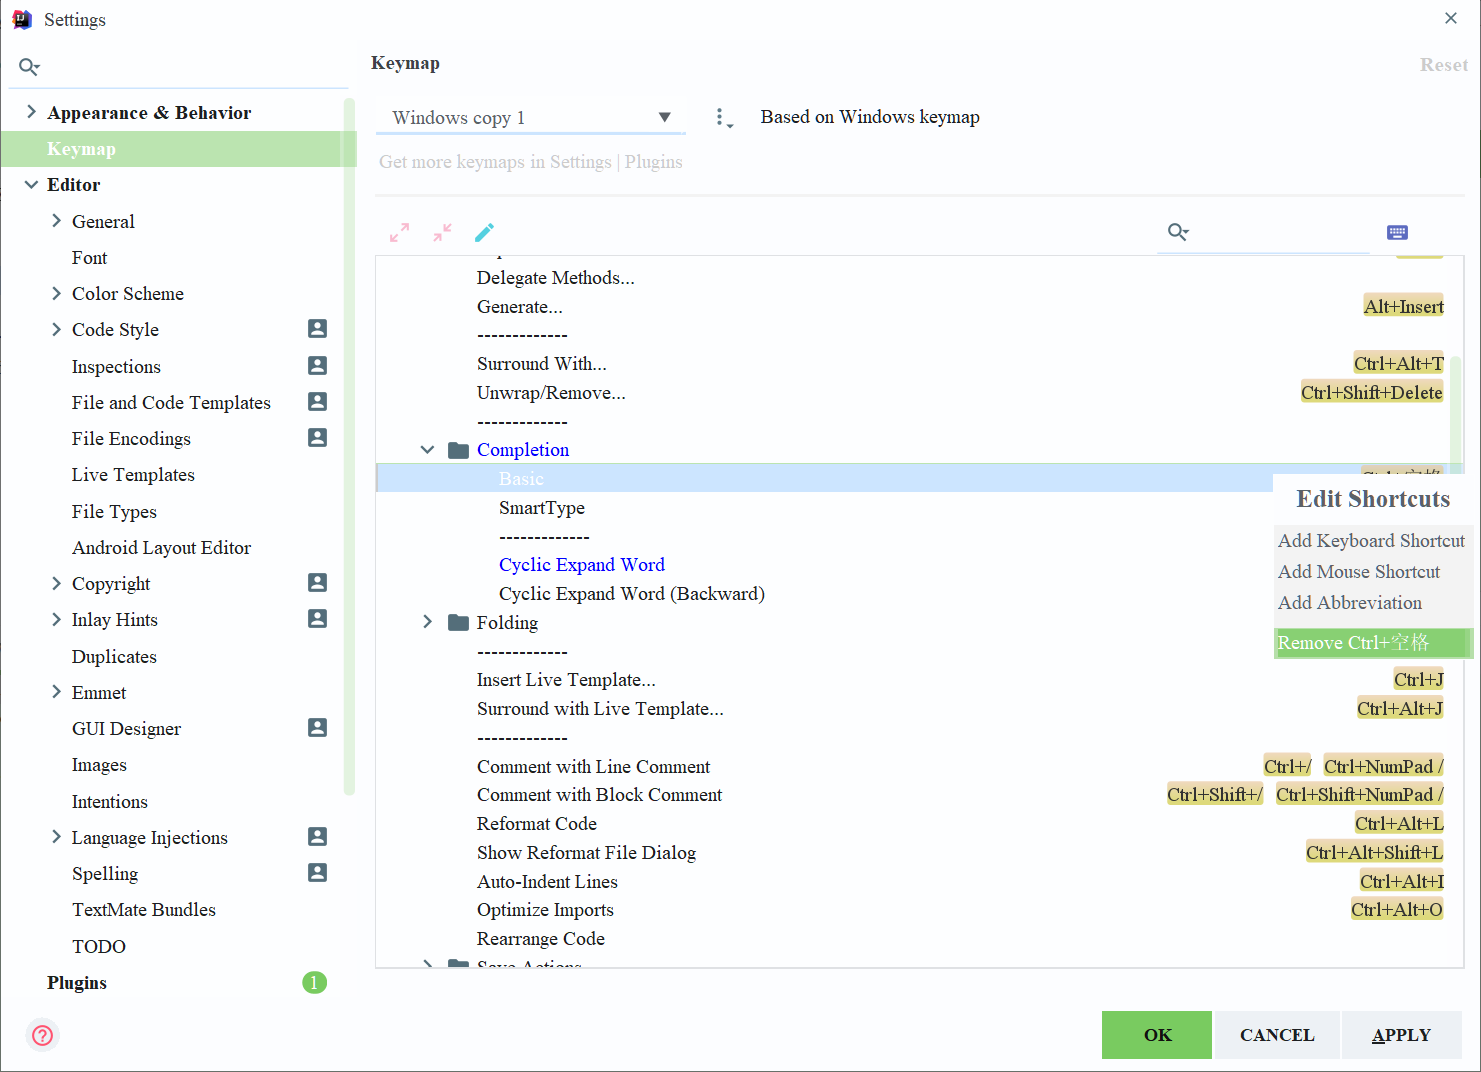 Settings
Appearance & Behavior
Keymap
Editor
General
Font
Color Scheme
Code Style
Inspections
File and Code Templates
File Encodings
Live Templates
File Types
Android Layout Editor
Copyright
Inlay Hints
Duplicates
Emmet
GUI Designer
Images
Intentions
Language Injections
Spelling
TextMate Bundles
TODO
Plugins 1
Keymap
Reset
Windows copy 1
Based on Windows keymap
Get more keymaps in Settings | Plugins
Delegate Methods...
Generate... Alt+Insert
-------------
Surround With... Ctrl+Alt+T
Unwrap/Remove... Ctrl+Shift+Delete
-------------
Completion
Basic Ctrl+空格
SmartType
-------------
Cyclic Expand Word
Cyclic Expand Word (Backward)
Folding
-------------
Insert Live Template... Ctrl+J
Surround with Live Template... Ctrl+Alt+J
-------------
Comment with Line Comment Ctrl+/ Ctrl+NumPad /
Comment with Block Comment Ctrl+Shift+/ Ctrl+Shift+NumPad /
Reformat Code Ctrl+Alt+L
Show Reformat File Dialog Ctrl+Alt+Shift+L
Auto-Indent Lines Ctrl+Alt+I
Optimize Imports Ctrl+Alt+O
Rearrange Code
Save Actions
Edit Shortcuts
Add Keyboard Shortcut
Add Mouse Shortcut
Add Abbreviation
Remove Ctrl+空格
OK
CANCEL
APPLY